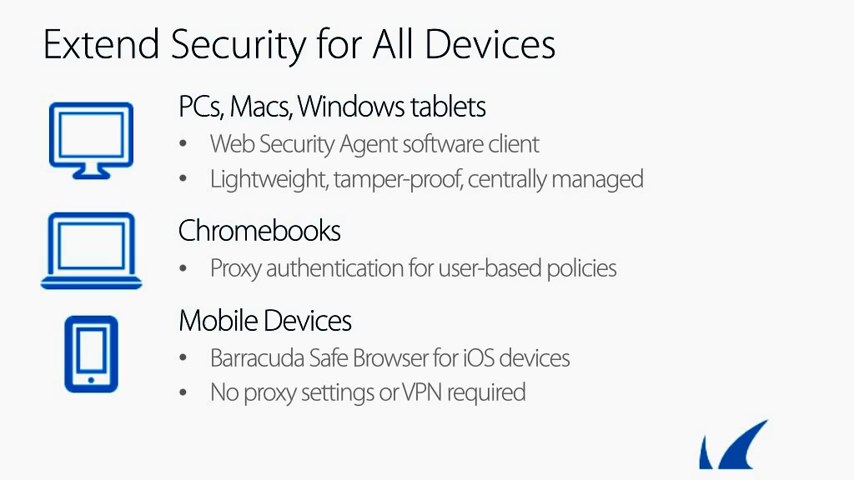 Extend Security for All Devices
PCs, Macs, Windows tablets
• Web Security Agent software client
• Lightweight, tamper-proof, centrally managed
Chromebooks
• Proxy authentication for user-based policies
Mobile Devices
• Barracuda Safe Browser for iOS devices
• No proxy settings or VPN required